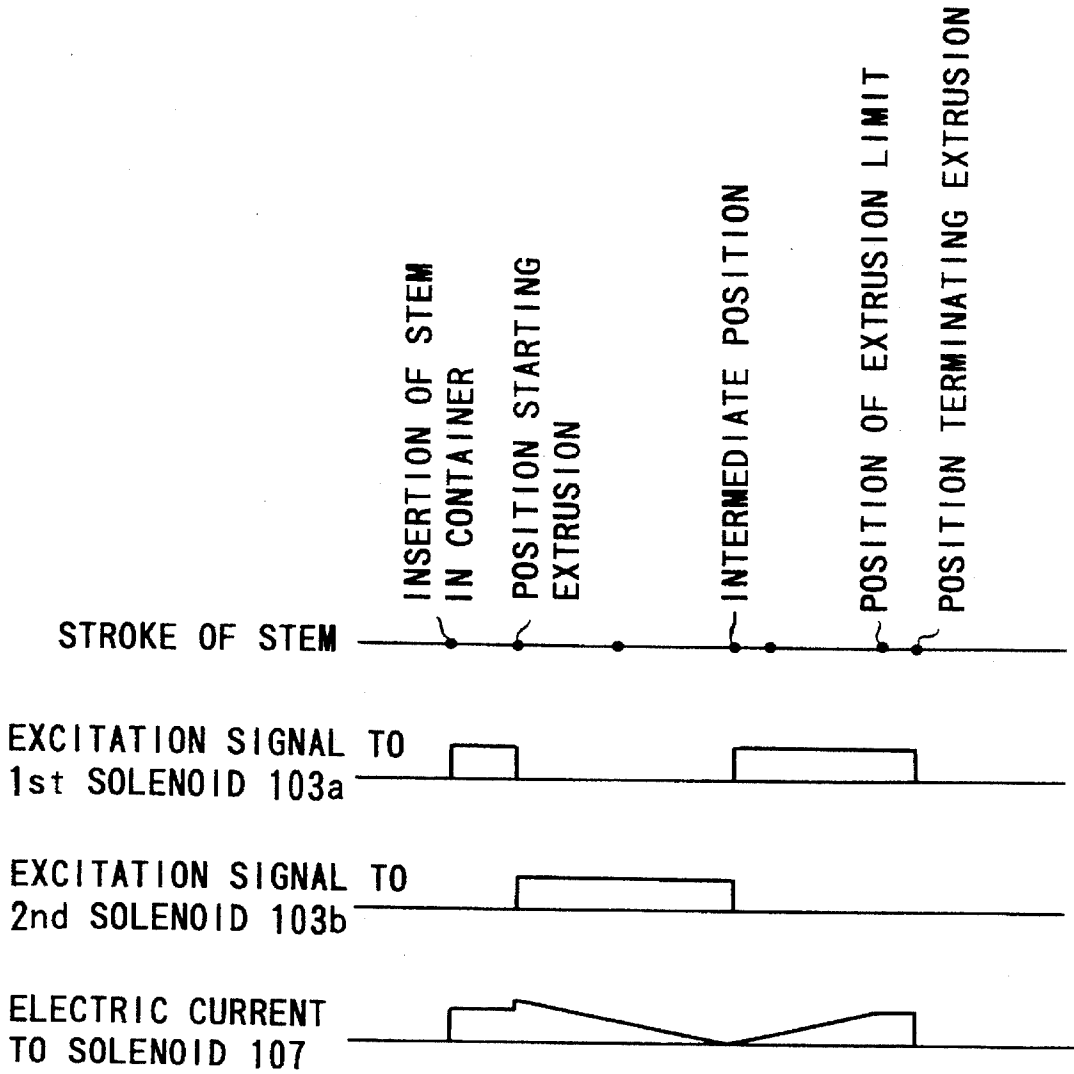 INSERTION OF STEM
IN CONTAINER
POSITION STARTING
EXTRUSION
INTERMEDIATE POSITION
POSITION OF EXTRUSION LIMIT
POSITION TERMINATING EXTRUSION
STROKE OF STEM
EXCITATION SIGNAL TO
1st SOLENOID 103a
EXCITATION SIGNAL TO
2nd SOLENOID 103b
ELECTRIC CURRENT
TO SOLENOID 107